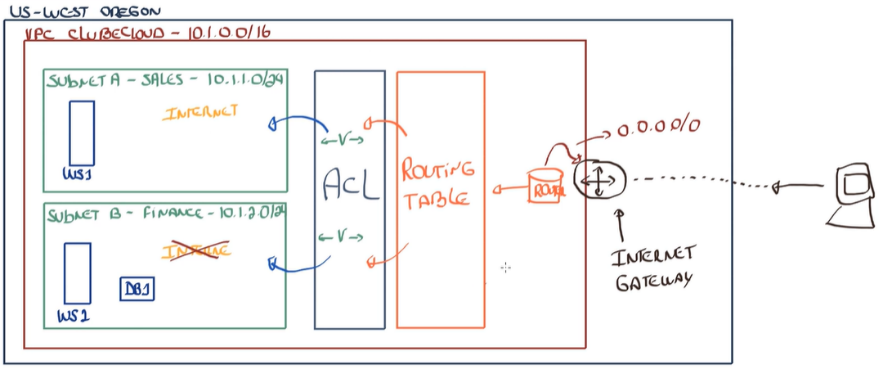 US-WEST OREGON
VPC CLUBECLOUD - 10.1.0.0/16
SUBNET A - SALES - 10.1.1.0/24
INTERNET
WS1
SUBNET B - FINANCE - 10.1.2.0/24
INTERNE
DB1
WS2
←V→
ACL
←V→
ROUTING
TABLE
ROUTER
0.0.0.0/0
INTERNET
GATEWAY